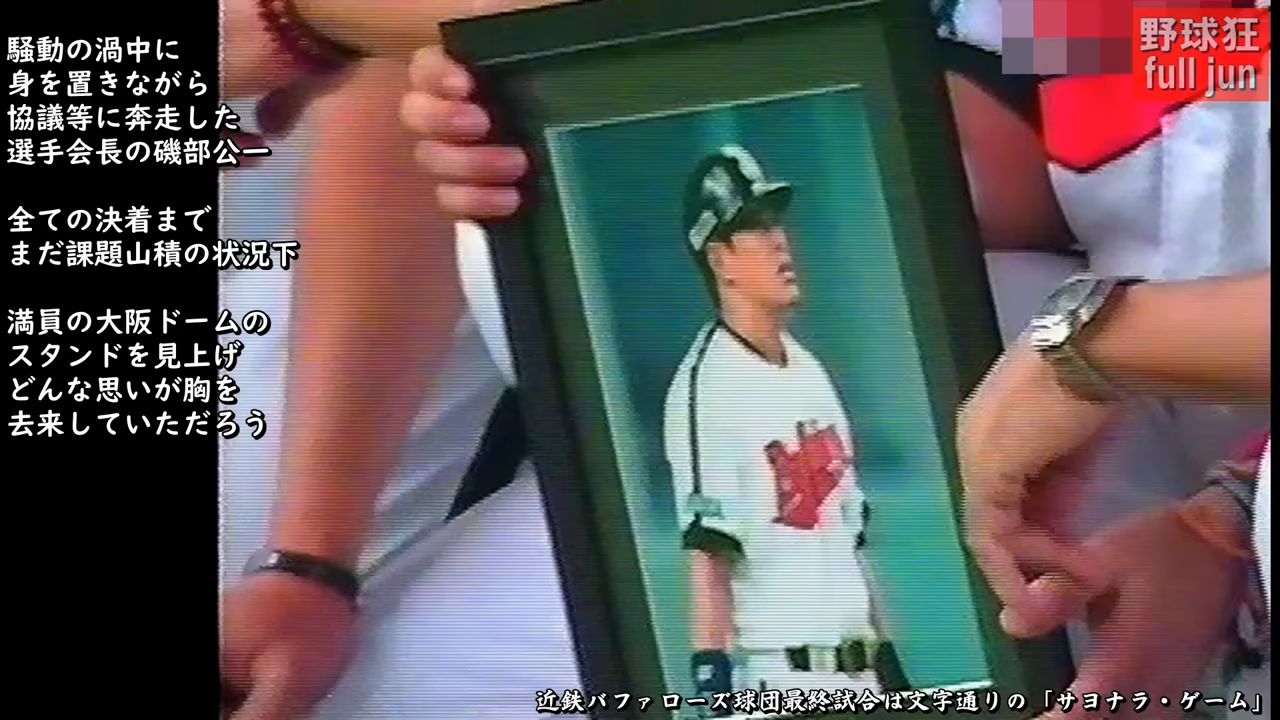 騒動の渦中に
身を置きながら
協議等に奔走した
選手会長の磯部公一
全ての決着まで
まだ課題山積の状況下
満員の大阪ドームの
スタンドを見上げ
どんな思いが胸を
去来していただろう
野球狂
full jun
近鉄バファローズ球団最終試合は文字通りの「サヨナラ・ゲーム」